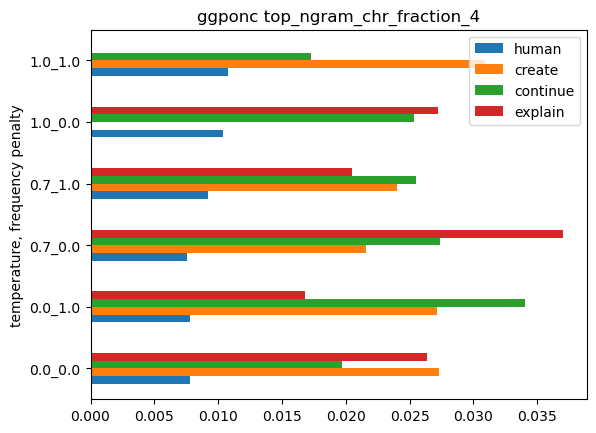 ggponc top_ngram_chr_fraction_4
temperature, frequency penalty
1.0_1.0
1.0_0.0
0.7_1.0
0.7_0.0
0.0_1.0
0.0_0.0
human
create
continue
explain
0.000 0.005 0.010 0.015 0.020 0.025 0.030 0.035